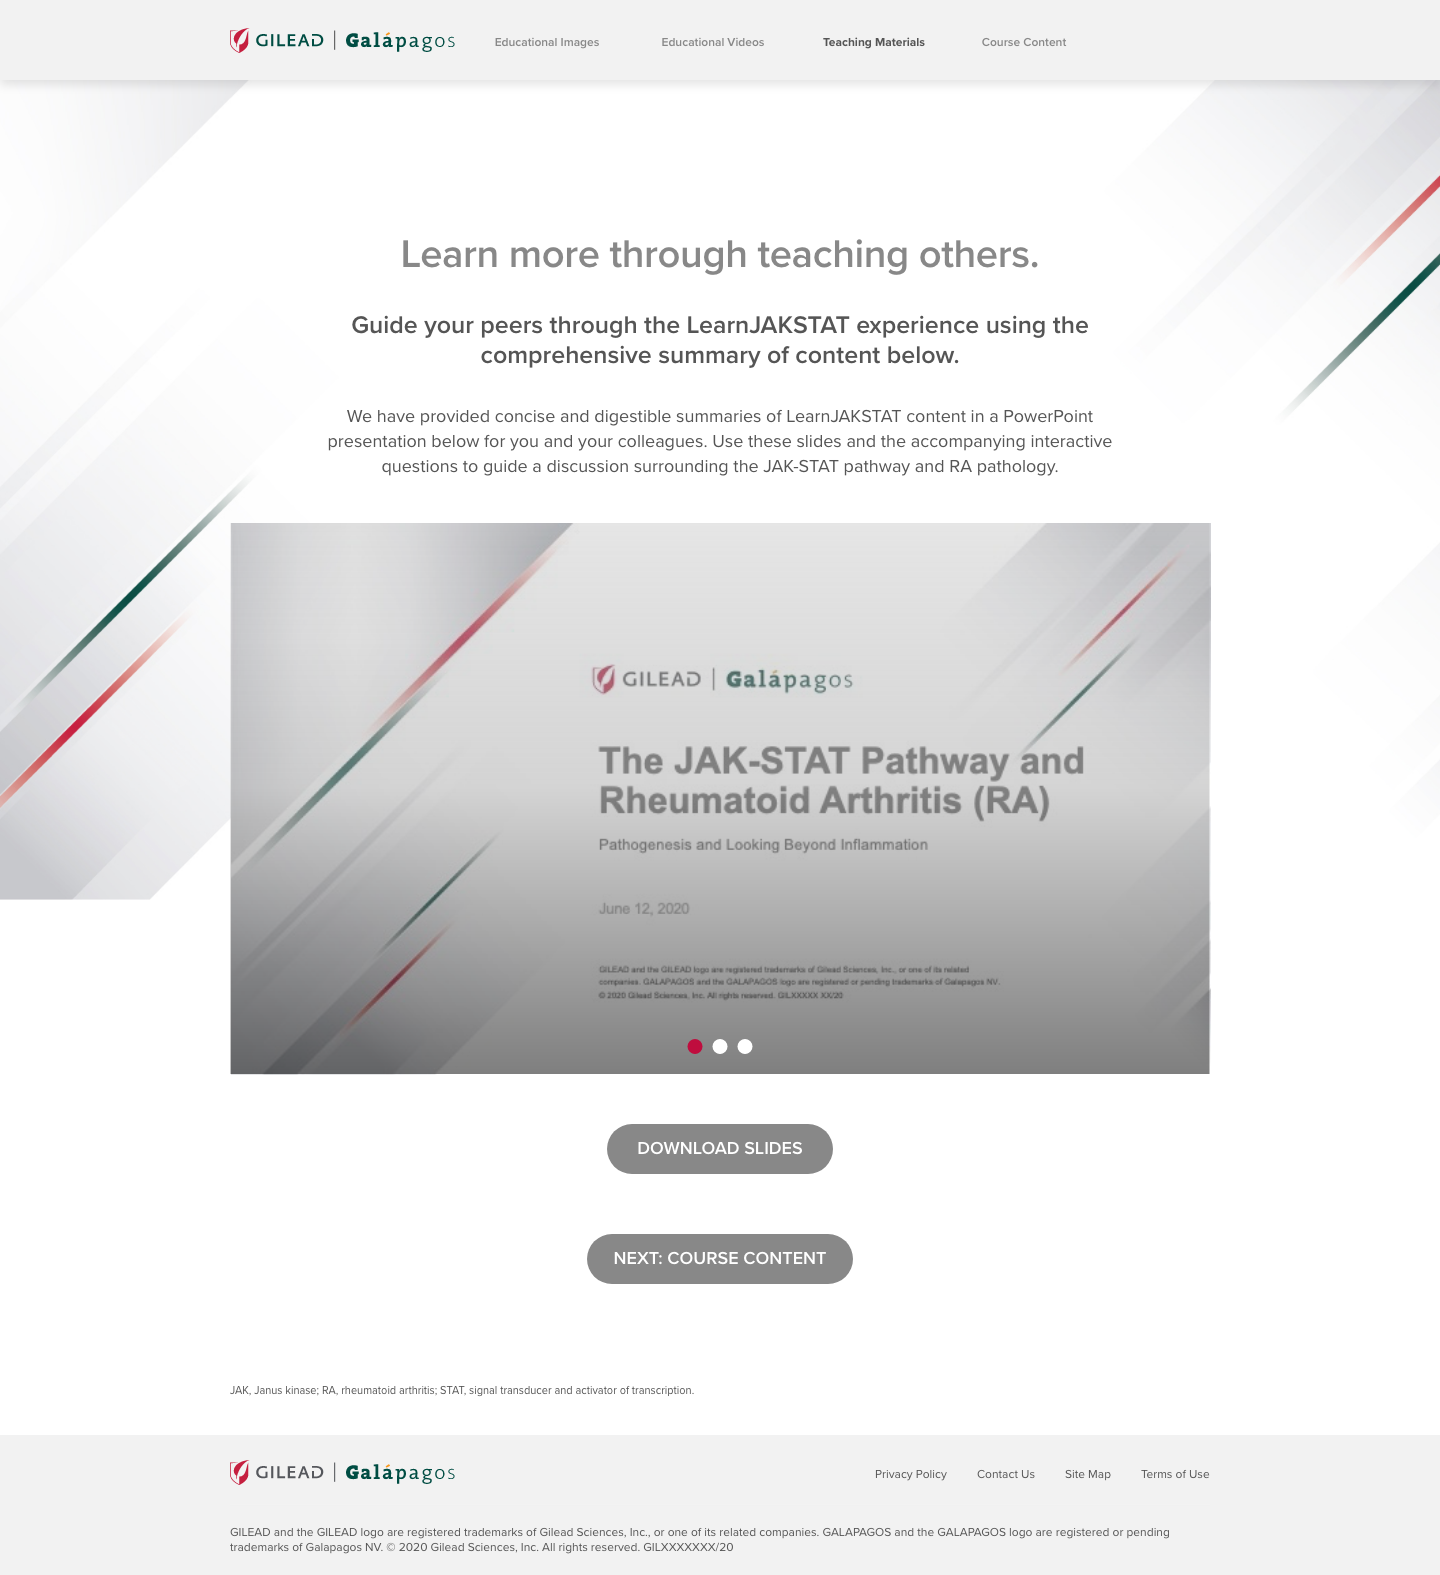 GILEAD | Galápagos
Educational Images
Educational Videos
Teaching Materials
Course Content
Learn more through teaching others.
Guide your peers through the LearnJAKSTAT experience using the
comprehensive summary of content below.
We have provided concise and digestible summaries of LearnJAKSTAT content in a PowerPoint
presentation below for you and your colleagues. Use these slides and the accompanying interactive
questions to guide a discussion surrounding the JAK-STAT pathway and RA pathology.
GILEAD | Galápagos
The JAK-STAT Pathway and
Rheumatoid Arthritis (RA)
Pathogenesis and Looking Beyond Inflammation
June 12, 2020
GILEAD and the GILEAD logo are registered trademarks of Gilead Sciences, Inc., or one of its related
companies. GALAPAGOS and the GALAPAGOS logo are registered or pending trademarks of Galapagos NV.
© 2020 Gilead Sciences, Inc. All rights reserved. GILXXXXX XX/20
DOWNLOAD SLIDES
NEXT: COURSE CONTENT
JAK, Janus kinase; RA, rheumatoid arthritis; STAT, signal transducer and activator of transcription.
GILEAD | Galápagos
Privacy Policy
Contact Us
Site Map
Terms of Use
GILEAD and the GILEAD logo are registered trademarks of Gilead Sciences, Inc., or one of its related companies. GALAPAGOS and the GALAPAGOS logo are registered or pending
trademarks of Galapagos NV. © 2020 Gilead Sciences, Inc. All rights reserved. GILXXXXXXX/20